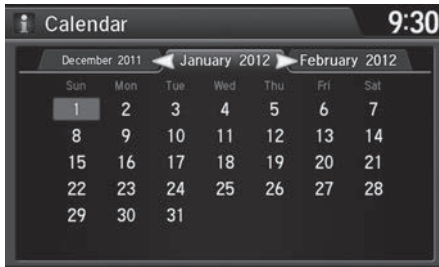 i Calendar 9:30
December 2011 January 2012 February 2012
Sun Mon Tue Wed Thu Fri Sat
1 2 3 4 5 6 7
8 9 10 11 12 13 14
15 16 17 18 19 20 21
22 23 24 25 26 27 28
29 30 31